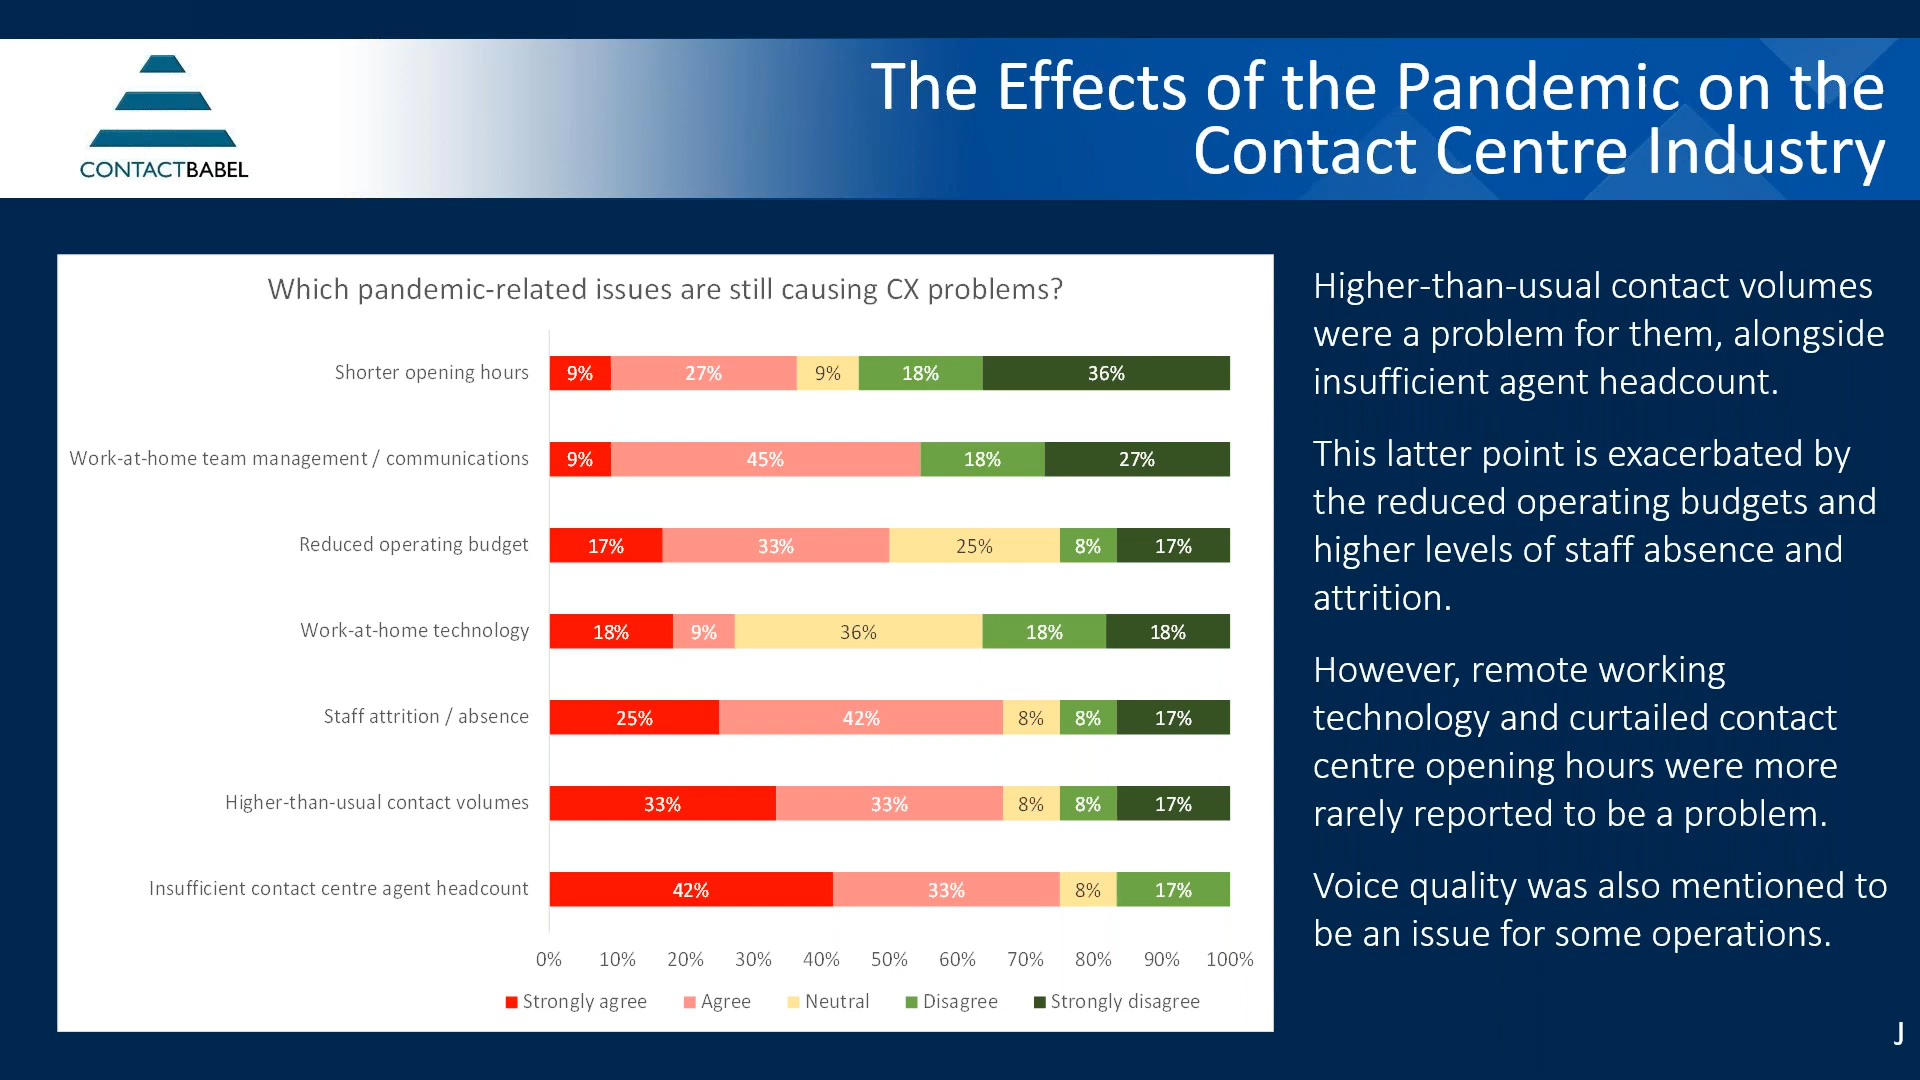 CONTACTBABEL
The Effects of the Pandemic on the
Contact Centre Industry
Which pandemic-related issues are still causing CX problems?
Shorter opening hours 9% 27% 9% 18% 36%
Work-at-home team management / communications 9% 45% 18% 27%
Reduced operating budget 17% 33% 25% 8% 17%
Work-at-home technology 18% 9% 36% 18% 18%
Staff attrition / absence 25% 42% 8% 8% 17%
Higher-than-usual contact volumes 33% 33% 8% 8% 17%
Insufficient contact centre agent headcount 42% 33% 8% 17%
0% 10% 20% 30% 40% 50% 60% 70% 80% 90% 100%
Strongly agree Agree Neutral Disagree Strongly disagree
Higher-than-usual contact volumes
were a problem for them, alongside
insufficient agent headcount.
This latter point is exacerbated by
the reduced operating budgets and
higher levels of staff absence and
attrition.
However, remote working
technology and curtailed contact
centre opening hours were more
rarely reported to be a problem.
Voice quality was also mentioned to
be an issue for some operations.
J